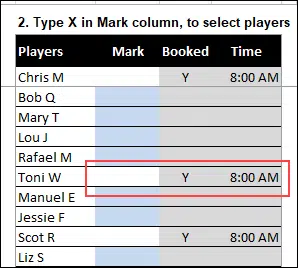 2. Type X in Mark column, to select players
Players Mark Booked Time
Chris M Y 8:00 AM
Bob Q
Mary T
Lou J
Rafael M
Toni W Y 8:00 AM
Manuel E
Jessie F
Scot R Y 8:00 AM
Liz S